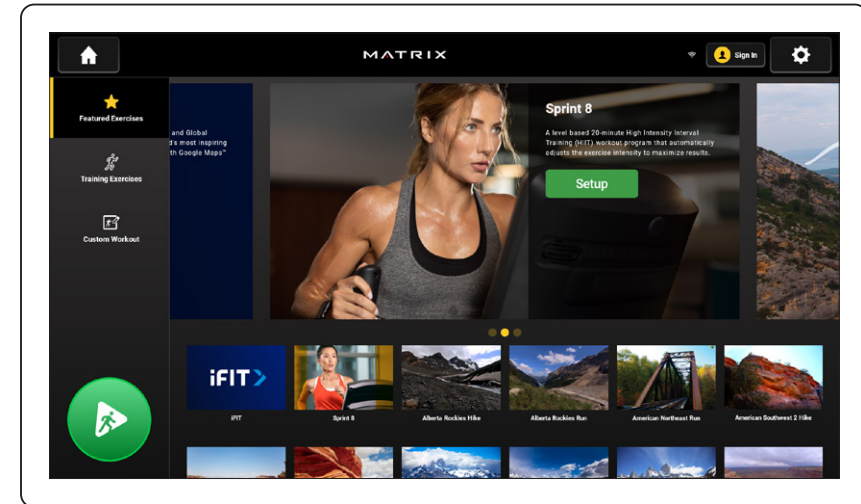 MATRIX
Sign In
Featured Exercises
Training Exercises
Custom Workout
and Global
d's most inspiring
th Google Maps™
Sprint 8
A level based 20-minute High Intensity Interval
Training (HIIT) workout program that automatically
adjusts the exercise intensity to maximize results.
Setup
iFIT
iFIT
Sprint 8
Alberta Rockies Hike
Alberta Rockies Run
American Northeast Run
American Southwest 2 Hike